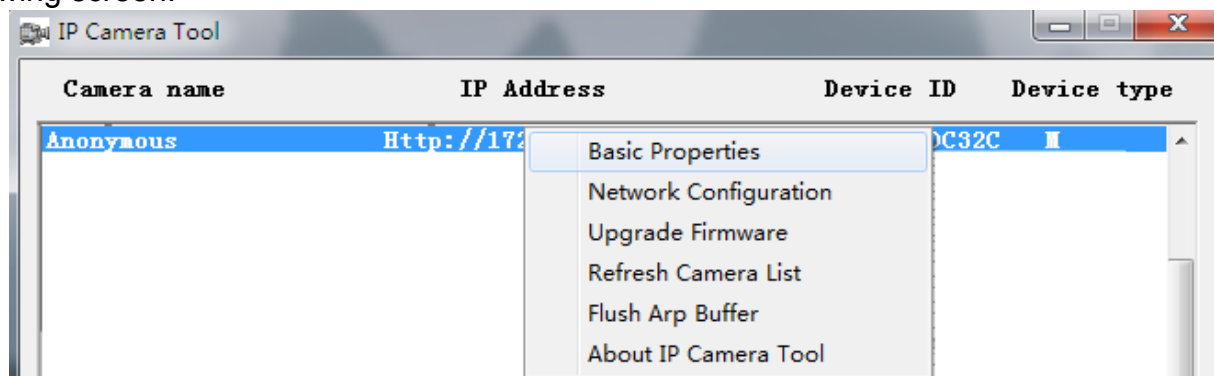 screen.
IP Camera Tool
Camera name IP Address Device ID Device type
Anonymous Http://172 DC32C M
Basic Properties
Network Configuration
Upgrade Firmware
Refresh Camera List
Flush Arp Buffer
About IP Camera Tool